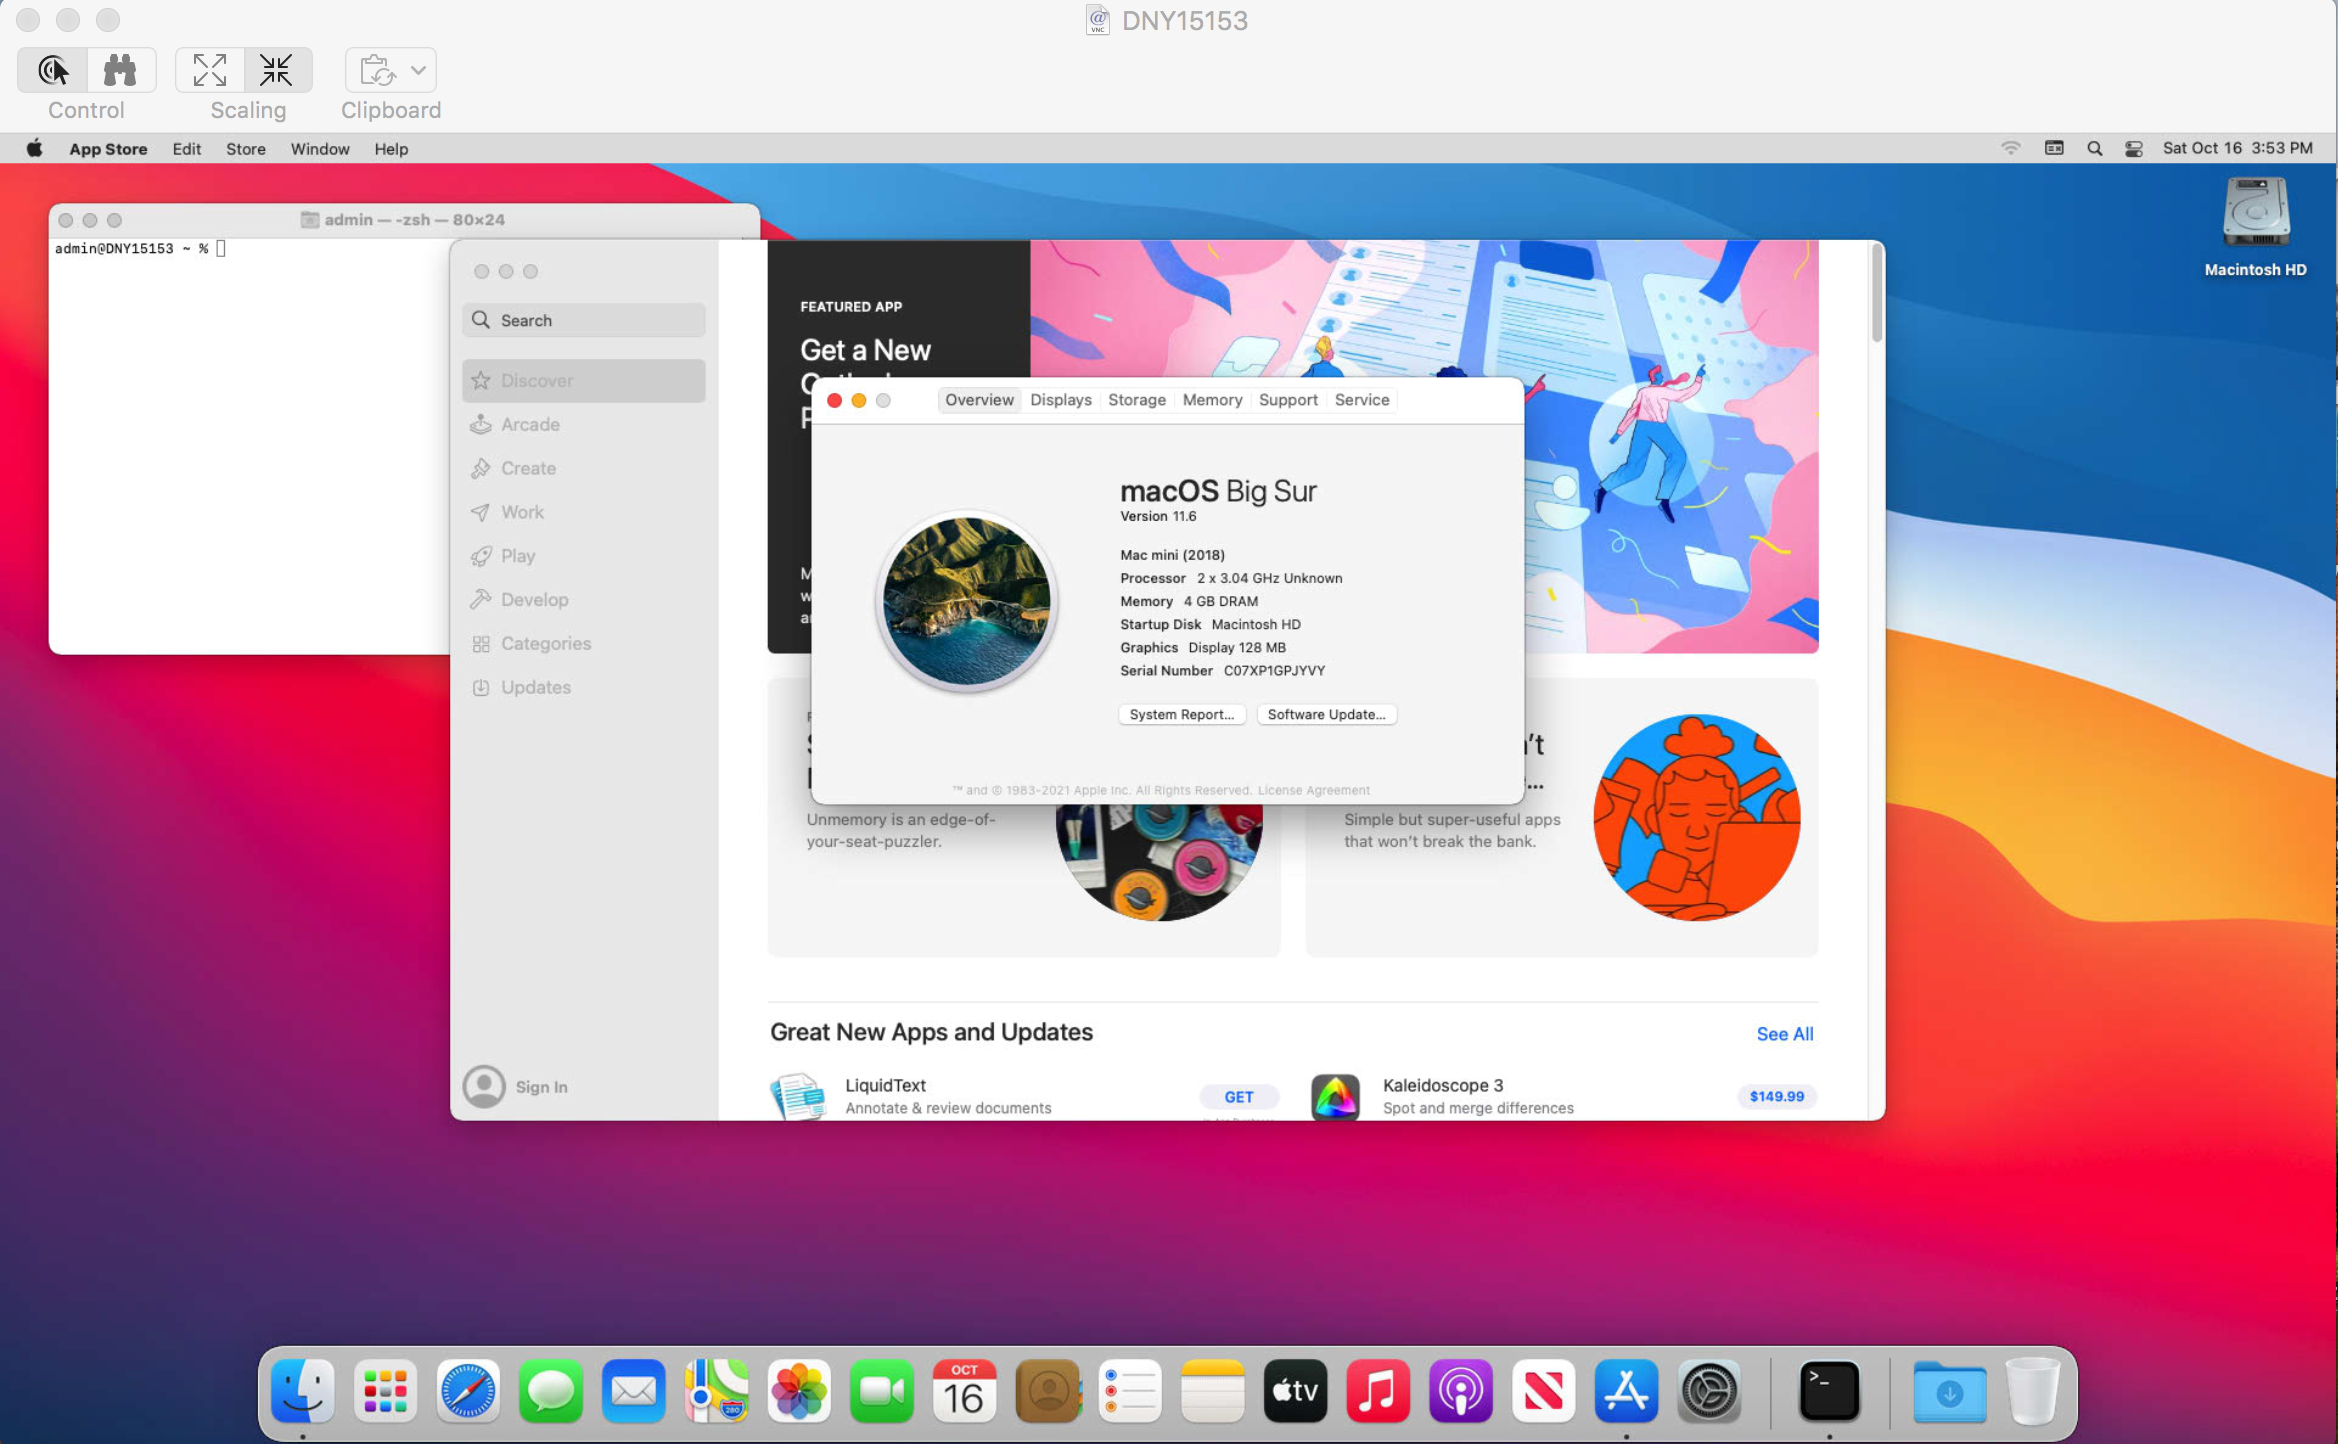 DNY15153
VNC
Control
Scaling
Clipboard
App Store Edit Store Window Help
Sat Oct 16 3:53 PM
Macintosh HD
admin — -zsh — 80×24
admin@DNY15153 ~ %
Search
Discover
Arcade
Create
Work
Play
Develop
Categories
Updates
Sign In
FEATURED APP
Get a New
Overview Displays Storage Memory Support Service
macOS Big Sur
Version 11.6
Mac mini (2018)
Processor 2 x 3.04 GHz Unknown
Memory 4 GB DRAM
Startup Disk Macintosh HD
Graphics Display 128 MB
Serial Number C07XP1GPJYVY
System Report... Software Update...
™ and © 1983-2021 Apple Inc. All Rights Reserved. License Agreement
Unmemory is an edge-of-
your-seat-puzzler.
Simple but super-useful apps
that won't break the bank.
Great New Apps and Updates
See All
LiquidText
Annotate & review documents
GET
Kaleidoscope 3
Spot and merge differences
$149.99
280
OCT
16
tv
>_